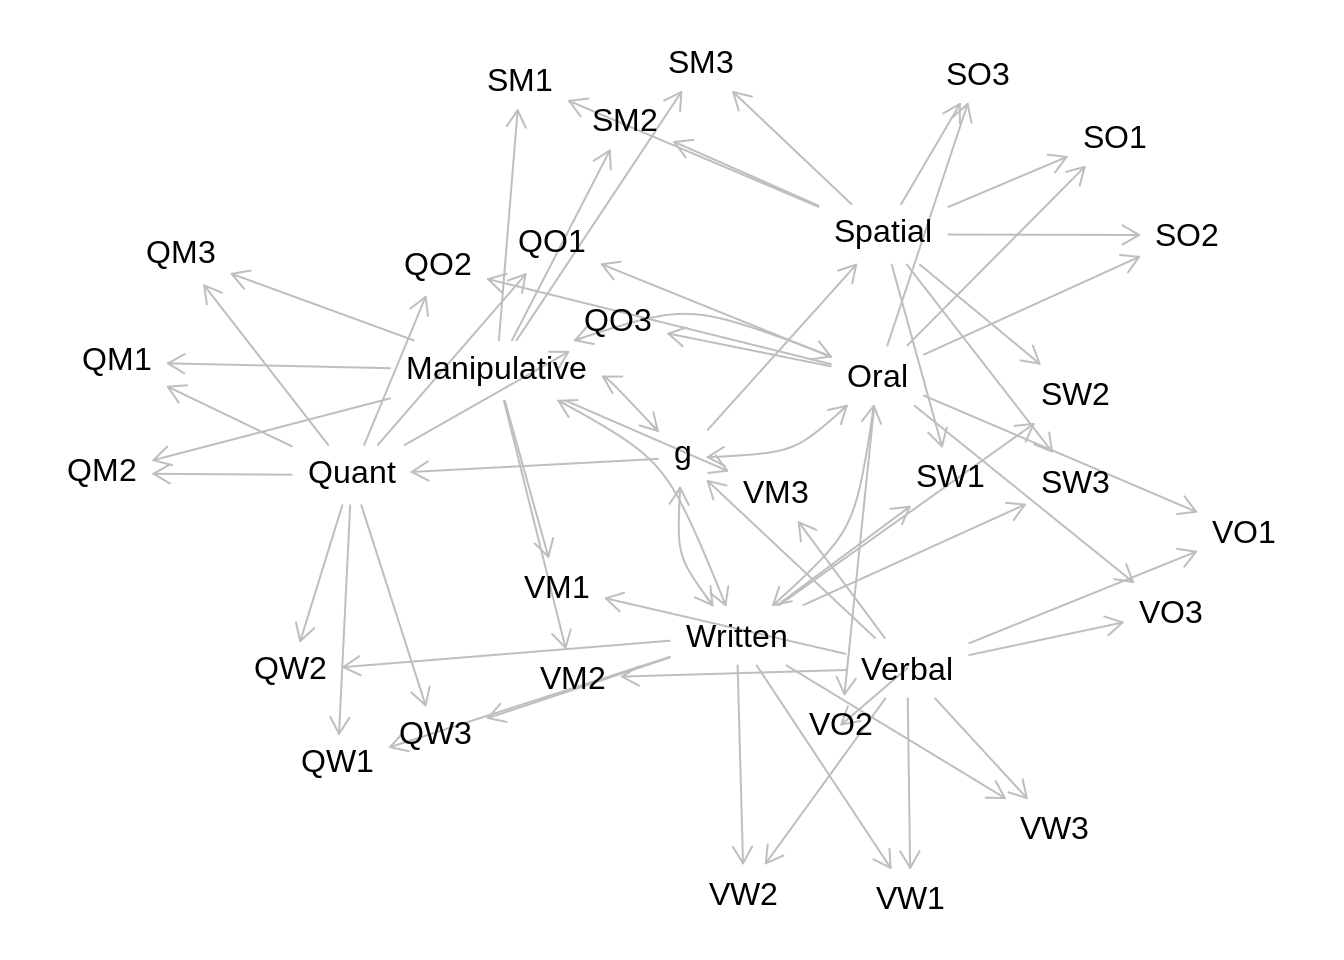 SM3
SO3
SM1
SM2
SO1
Spatial
SO2
QO1
QM3
QO2
QO3
QM1
Manipulative
Oral
SW2
g
QM2
Quant
SW1
SW3
VM3
VO1
VM1
VO3
Written
QW2
Verbal
VM2
VO2
QW3
QW1
VW3
VW2
VW1